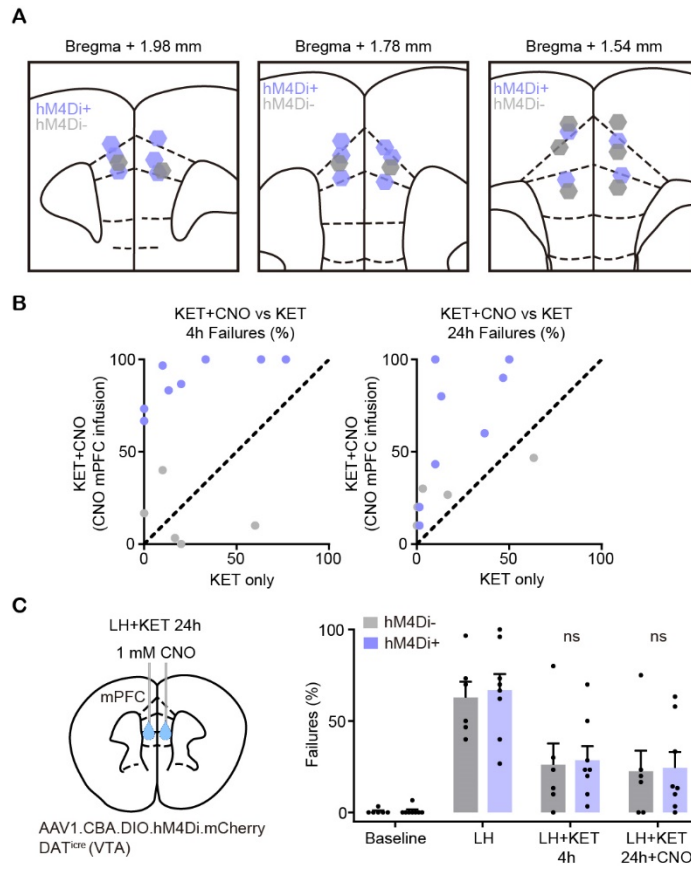 A
Bregma + 1.98 mm
Bregma + 1.78 mm
Bregma + 1.54 mm
hM4Di+
hM4Di-
hM4Di+
hM4Di-
hM4Di+
hM4Di-
B
KET+CNO vs KET
4h Failures (%)
KET+CNO vs KET
24h Failures (%)
KET+CNO
(CNO mPFC infusion)
100
50
0
0
50
100
KET only
KET+CNO
(CNO mPFC infusion)
100
50
0
0
50
100
KET only
C
LH+KET 24h
1 mM CNO
mPFC
AAV1.CBA.DIO.hM4Di.mCherry
DATⁱᶜʳᵉ (VTA)
hM4Di-
hM4Di+
ns
ns
Failures (%)
100
50
0
Baseline
LH
LH+KET
4h
LH+KET
24h+CNO